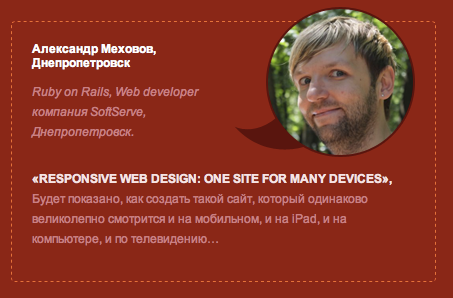 Александр Меховов,
Днепропетровск
Ruby on Rails, Web developer
компания SoftServe,
Днепропетровск.
«RESPONSIVE WEB DESIGN: ONE SITE FOR MANY DEVICES»,
Будет показано, как создать такой сайт, который одинаково
великолепно смотрится и на мобильном, и на iPad, и на
компьютере, и по телевидению…